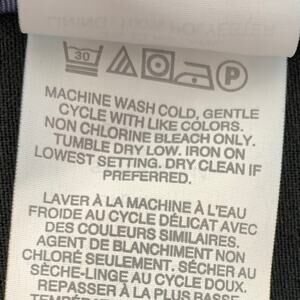 30 P
MACHINE WASH COLD, GENTLE
CYCLE WITH LIKE COLORS.
NON CHLORINE BLEACH ONLY.
TUMBLE DRY LOW. IRON ON
LOWEST SETTING. DRY CLEAN IF
PREFERRED.
LAVER À LA MACHINE À L'EAU
FROIDE AU CYCLE DÉLICAT AVEC
DES COULEURS SIMILAIRES.
AGENT DE BLANCHIMENT NON
CHLORÉ SEULEMENT. SÉCHER AU
SÈCHE-LINGE AU CYCLE DOUX.
REPASSER À LA PLUS BASSE